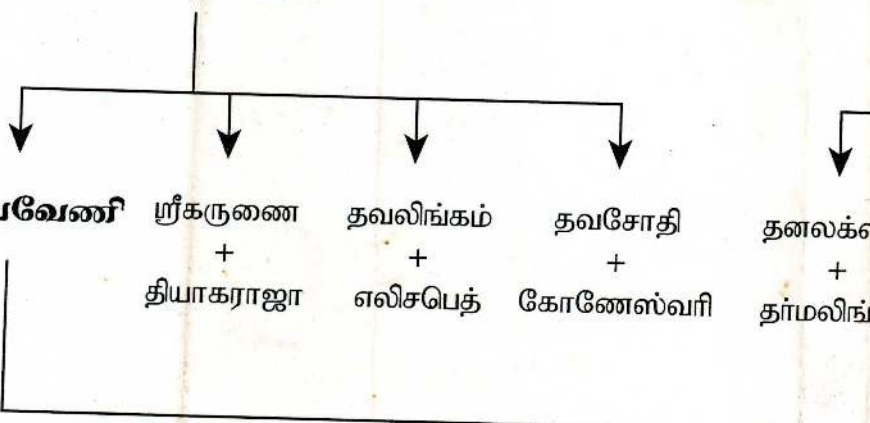 ஸ்ரீகருணை தவலிங்கம் தவசோதி
+ + + +
தியாகராஜா எலிசபெத் கோணேஸ்வரி